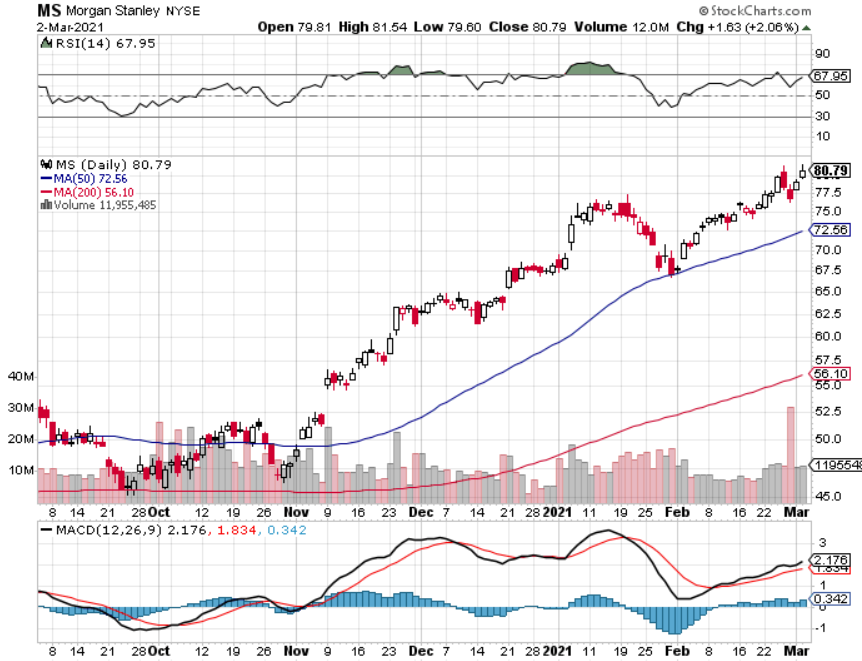 MS Morgan Stanley NYSE © StockCharts.com
2-Mar-2021 Open 79.81 High 81.54 Low 79.60 Close 80.79 Volume 12.0M Chg +1.63 (+2.06%)
RSI(14) 67.95
90
67.95
50
30
10
MS (Daily) 80.79
MA(50) 72.56
MA(200) 56.10
Volume 11,955,485
80.79
77.5
75.0
72.56
70.0
67.5
65.0
62.5
60.0
57.5
56.10
55.0
52.5
50.0
45.0
40M
30M
20M
10M
1195548
8 14 21 28 Oct 12 19 26 Nov 9 16 23 Dec 7 14 21 28 2021 11 19 25 Feb 8 16 22 Mar
MACD(12,26,9) 2.176, 1.834, 0.342
3
2.176
1.834
1
0.342
0
-1
8 14 21 28 Oct 12 19 26 Nov 9 16 23 Dec 7 14 21 28 2021 11 19 25 Feb 8 16 22 Mar